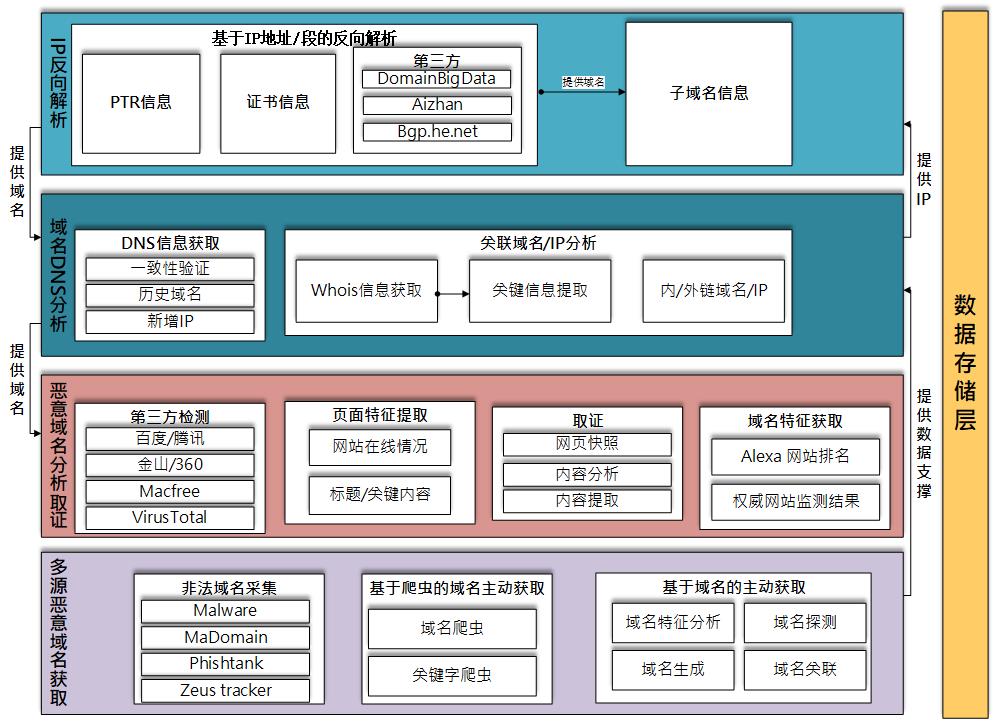 IP反向解析
基于IP地址/段的反向解析
PTR信息
证书信息
第三方
DomainBigData
Aizhan
Bgp.he.net
提供域名
子域名信息
提供域名
提供IP
域名DNS分析
DNS信息获取
一致性验证
历史域名
新增IP
关联域名/IP分析
Whois信息获取
关键信息提取
内/外链域名/IP
提供域名
提供数据支撑
恶意域名分析取证
第三方检测
百度/腾讯
金山/360
Macfree
VirusTotal
页面特征提取
网站在线情况
标题/关键内容
取证
网页快照
内容分析
内容提取
域名特征获取
Alexa 网站排名
权威网站监测结果
多源恶意域名获取
非法域名采集
Malware
MaDomain
Phishtank
Zeus tracker
基于爬虫的域名主动获取
域名爬虫
关键字爬虫
基于域名的主动获取
域名特征分析
域名探测
域名生成
域名关联
数据存储层